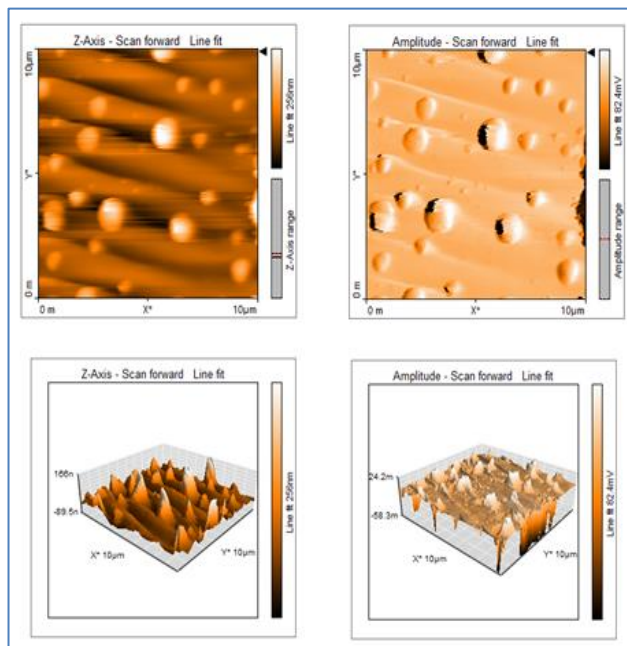 Z-Axis - Scan forward Line fit
10µm
Y*
0 m
0 m
X*
10µm
Line fit 256nm
Z-Axis range
Amplitude - Scan forward Line fit
10µm
Y*
0 m
0 m
X*
10µm
Line fit 82.4mV
Amplitude range
Z-Axis - Scan forward Line fit
166n
-89.5n
X* 10µm
Y* 10µm
Line fit 256nm
Amplitude - Scan forward Line fit
24.2m
-58.3m
X* 10µm
Y* 10µm
Line fit 82.4mV